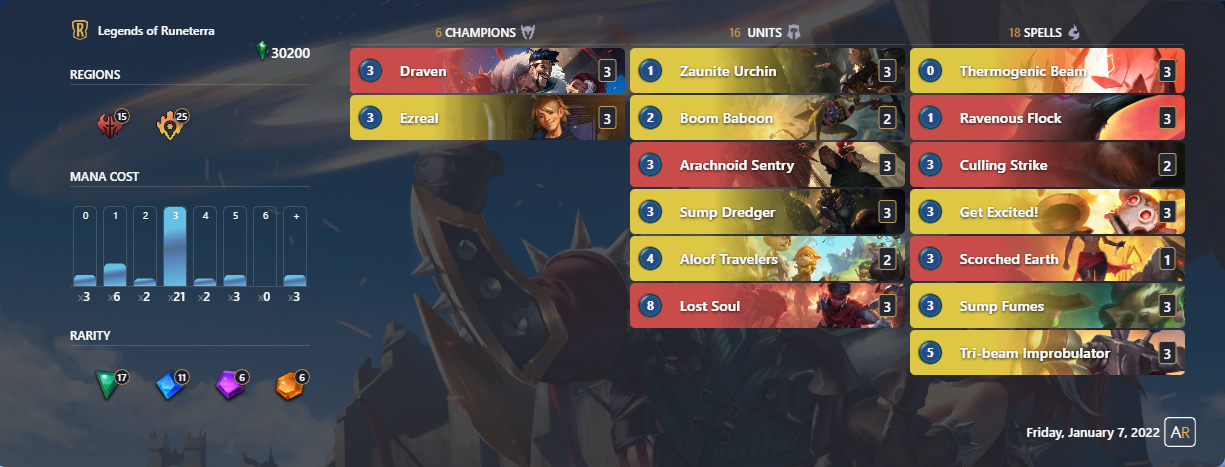 Legends of Runeterra
30200
REGIONS
15
25
MANA COST
0 1 2 3 4 5 6 +
x3 x6 x2 x21 x2 x3 x0 x3
RARITY
17
11
6
6
6 CHAMPIONS
3 Draven 3
3 Ezreal 3
16 UNITS
1 Zaunite Urchin 3
2 Boom Baboon 2
3 Arachnoid Sentry 3
3 Sump Dredger 3
4 Aloof Travelers 2
8 Lost Soul 3
18 SPELLS
0 Thermogenic Beam 3
1 Ravenous Flock 3
3 Culling Strike 2
3 Get Excited! 3
3 Scorched Earth 1
3 Sump Fumes 3
5 Tri-beam Improbulator 3
Friday, January 7, 2022 AR